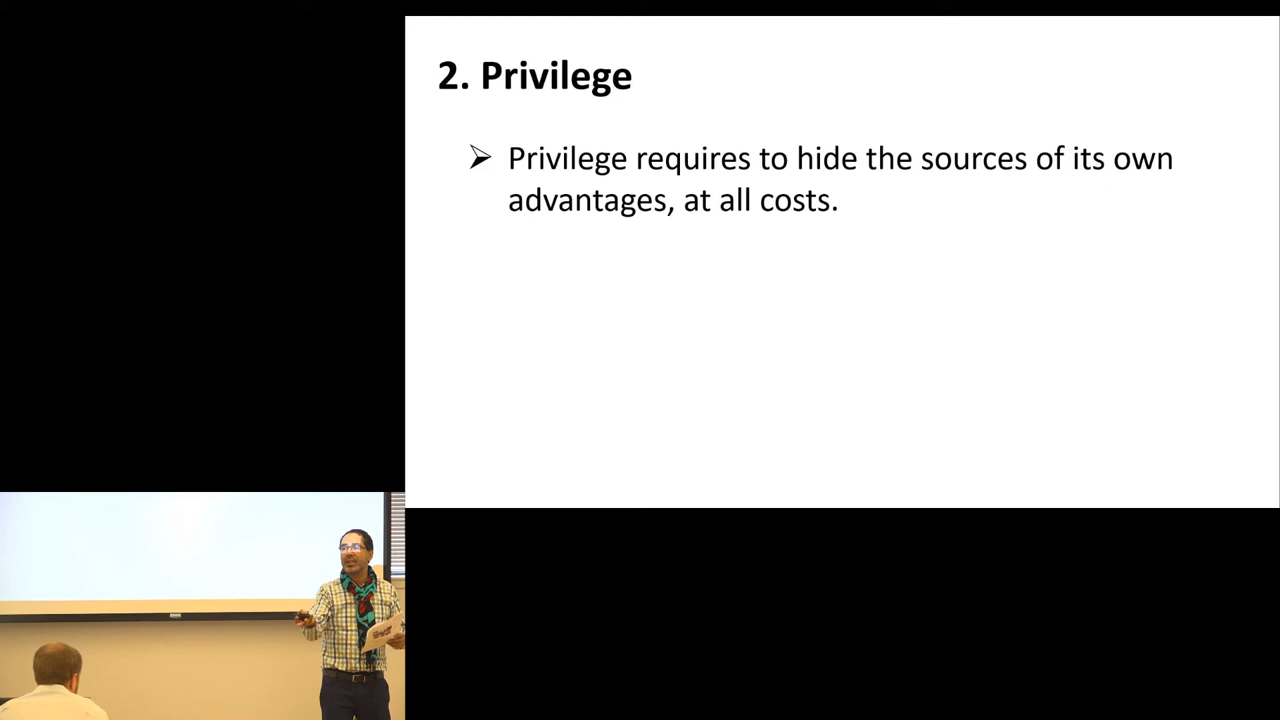 2. Privilege
➢ Privilege requires to hide the sources of its own
advantages, at all costs.